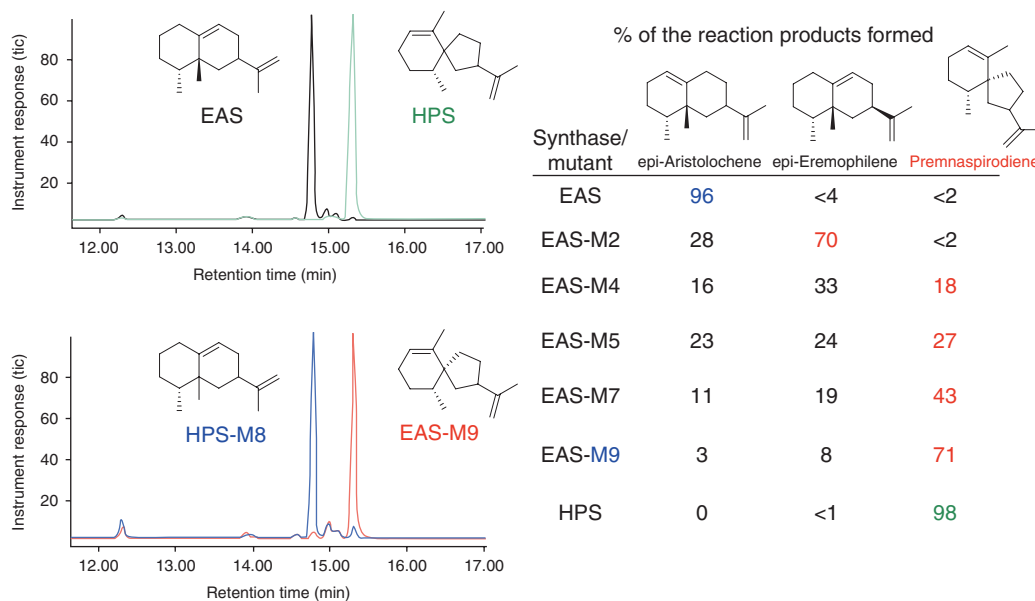 Instrument response (tic)
80
60
40
20
EAS
HPS
12.00 13.00 14.00 15.00 16.00 17.00
Retention time (min)
Instrument response (tic)
80
60
40
20
HPS-M8
EAS-M9
12.00 13.00 14.00 15.00 16.00 17.00
Retention time (min)
% of the reaction products formed
Synthase/
mutant epi-Aristolochene epi-Eremophilene Premnaspirodiene
EAS 96 <4 <2
EAS-M2 28 70 <2
EAS-M4 16 33 18
EAS-M5 23 24 27
EAS-M7 11 19 43
EAS-M9 3 8 71
HPS 0 <1 98